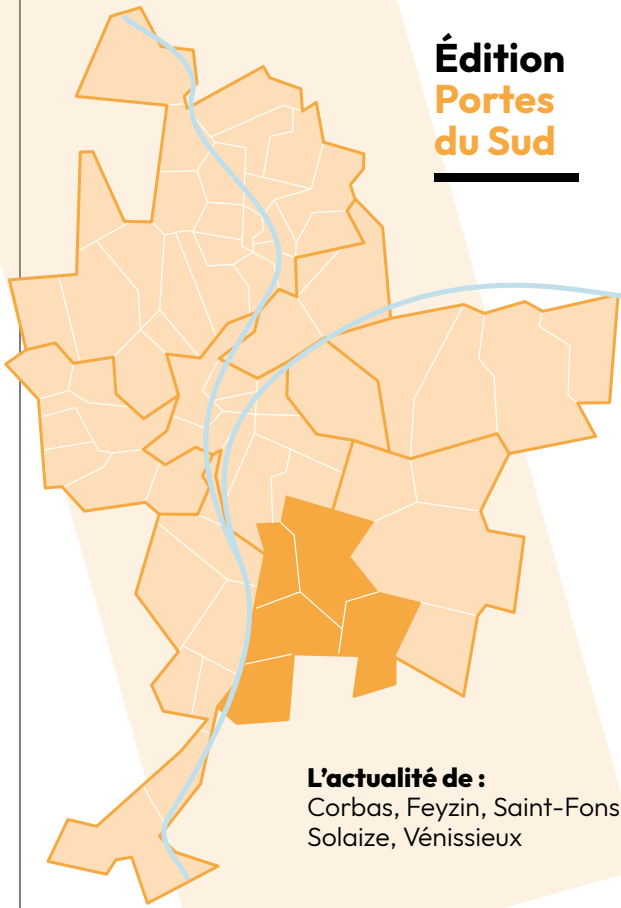 Édition
Portes
du Sud
L’actualité de :
Corbas, Feyzin, Saint-Fons
Solaize, Vénissieux